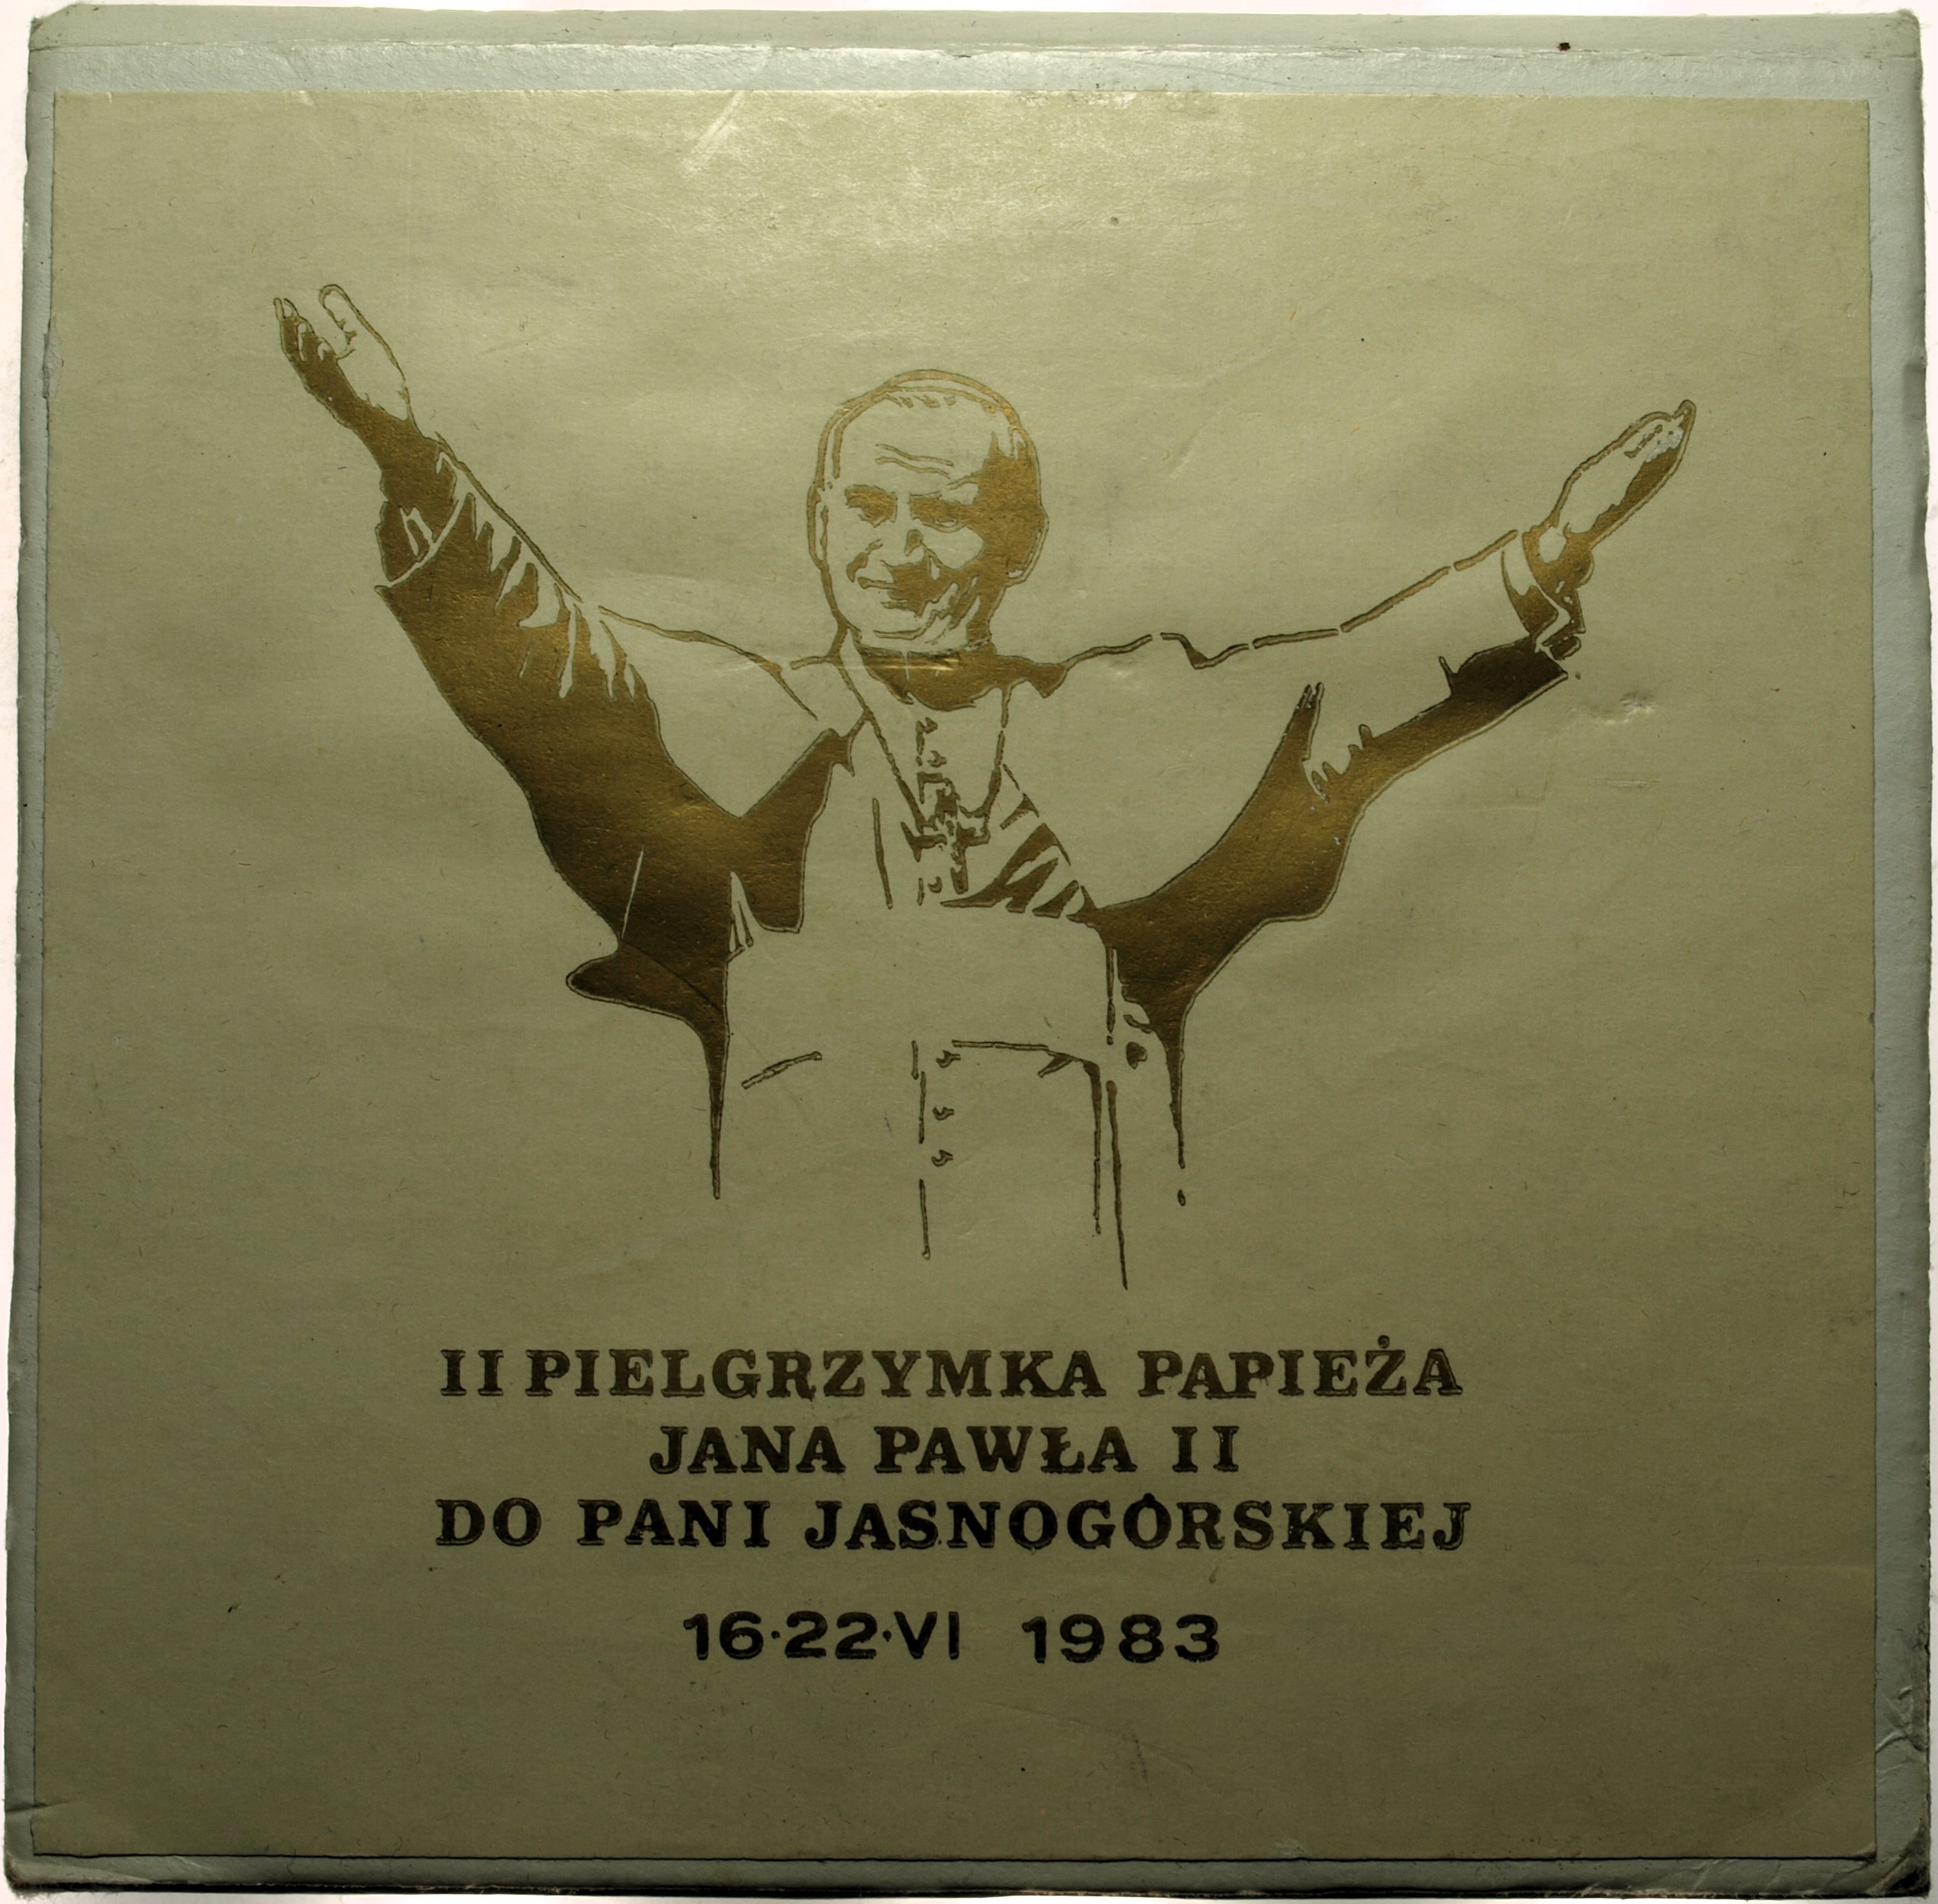 II PIELGRZYMKA PAPIEŻA
JANA PAWŁA II
DO PANI JASNOGÓRSKIEJ
16·22·VI 1983